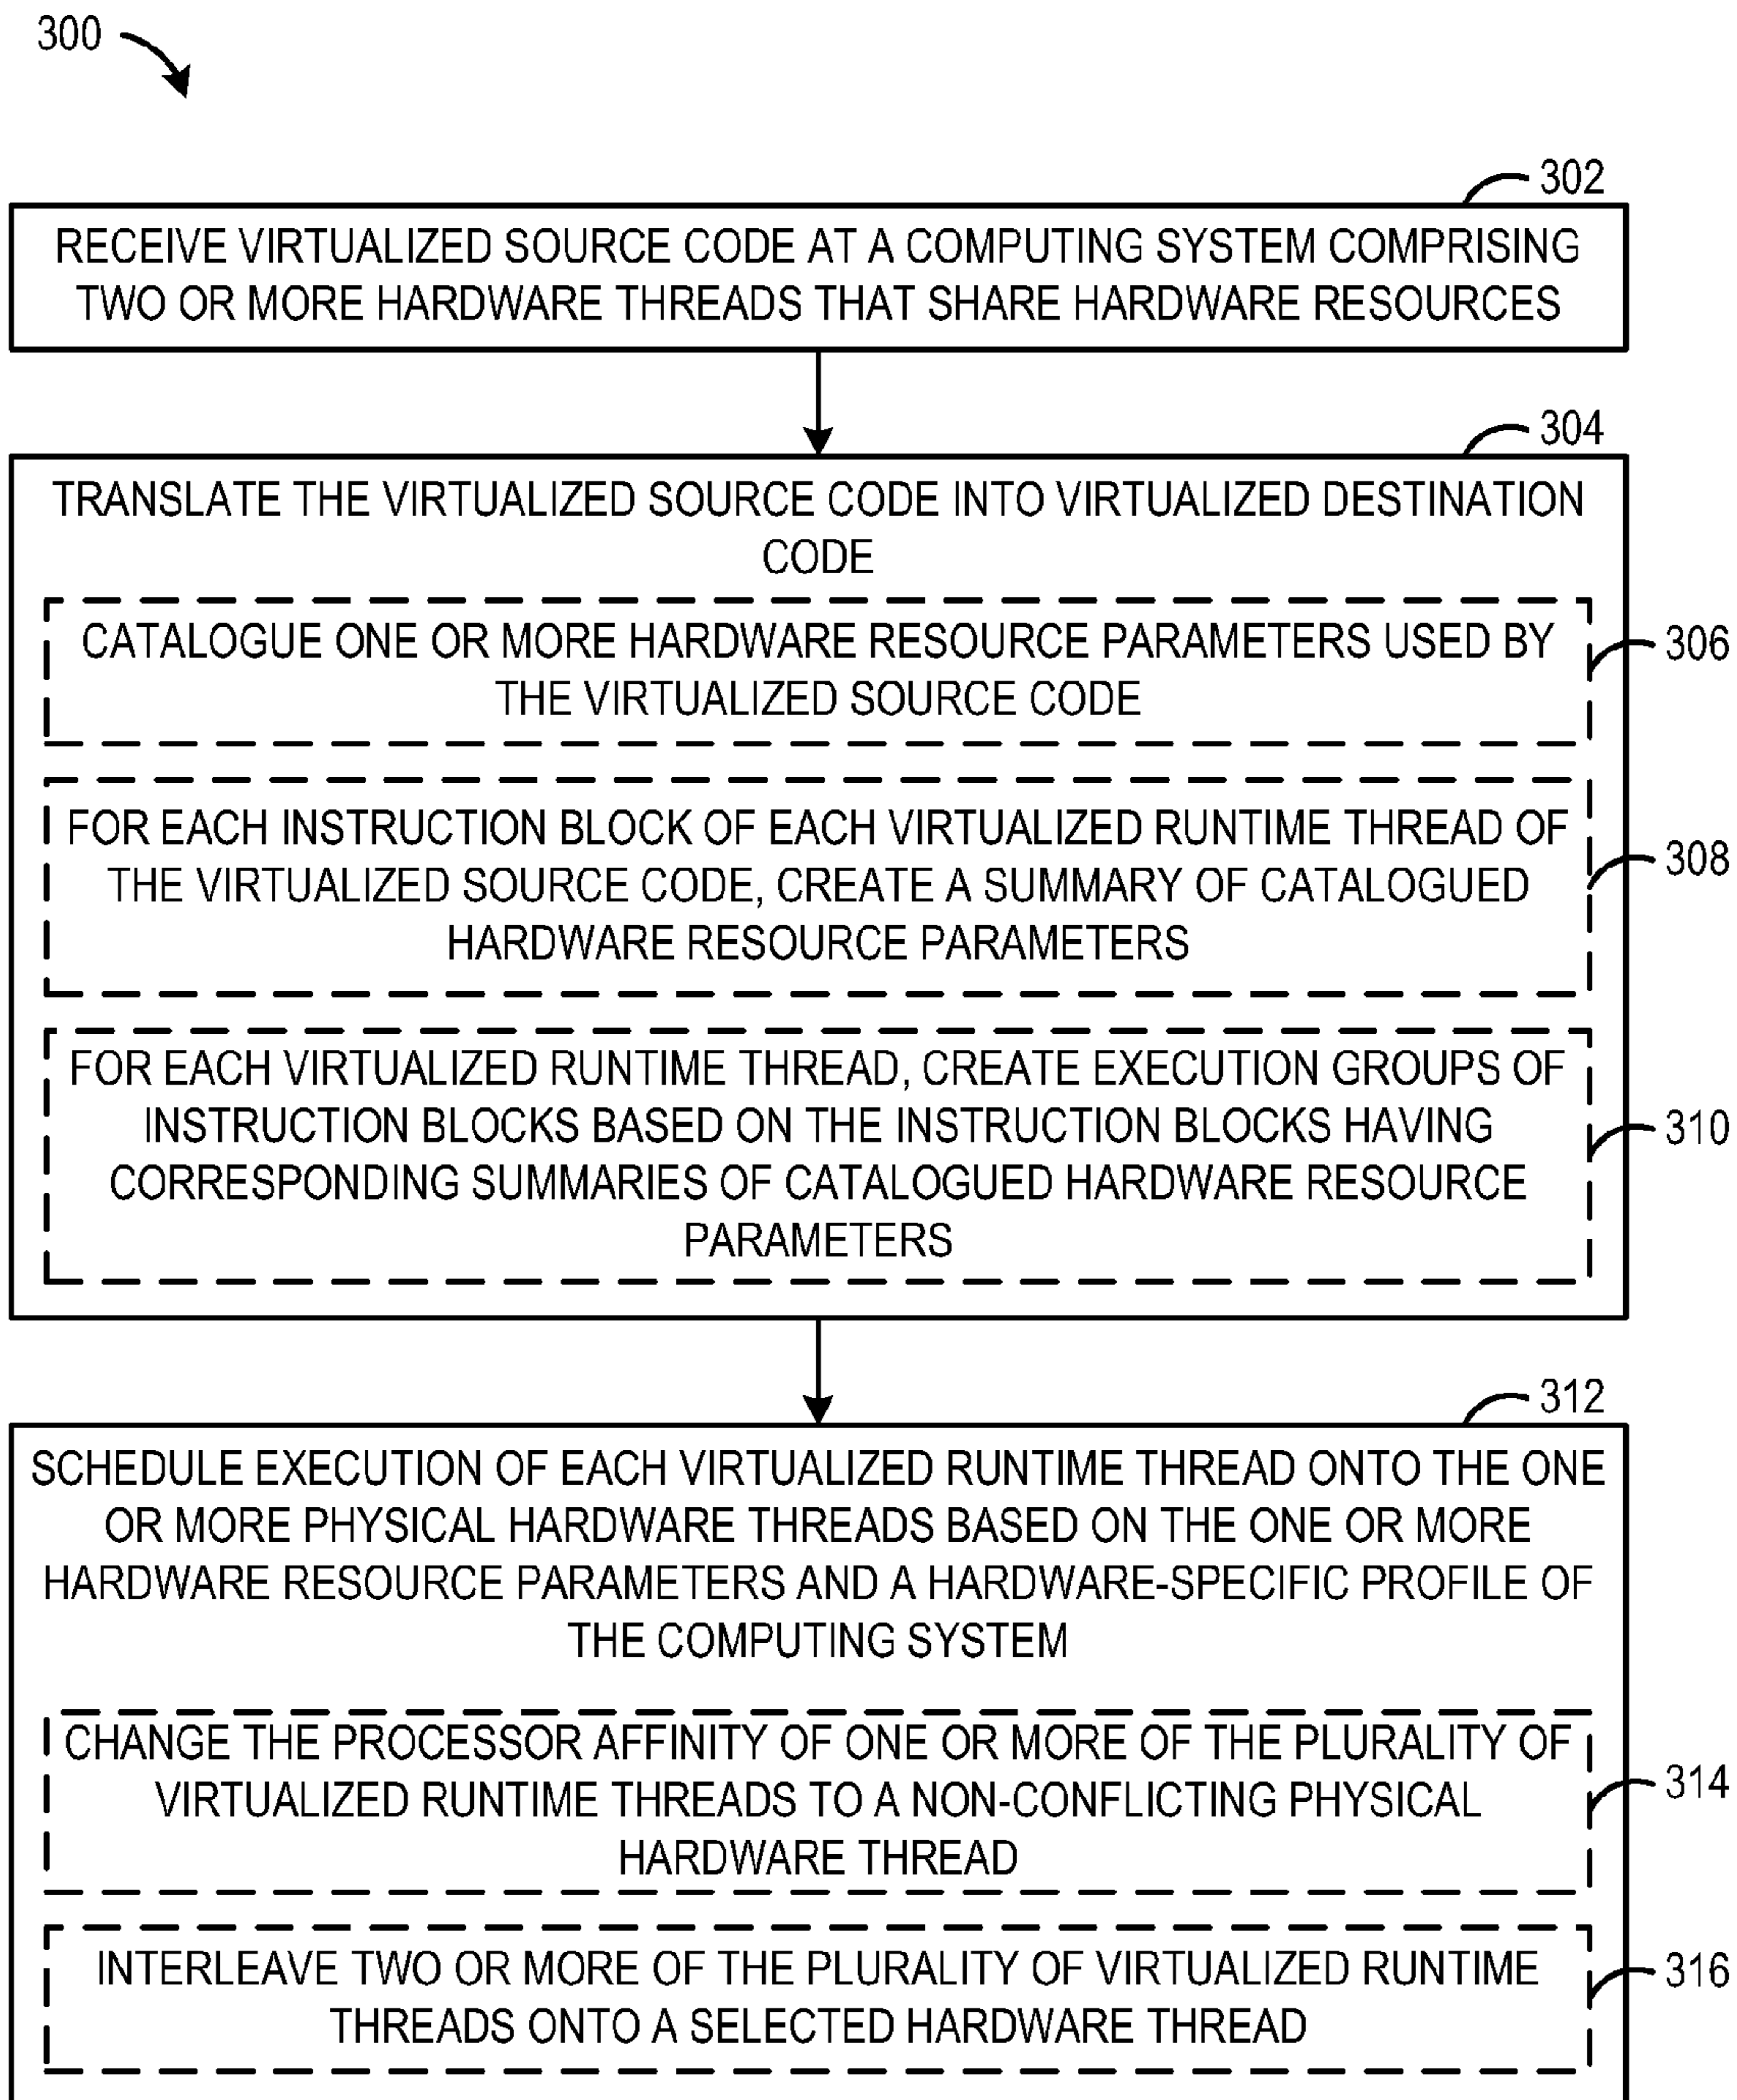 300
302
RECEIVE VIRTUALIZED SOURCE CODE AT A COMPUTING SYSTEM COMPRISING
TWO OR MORE HARDWARE THREADS THAT SHARE HARDWARE RESOURCES
304
TRANSLATE THE VIRTUALIZED SOURCE CODE INTO VIRTUALIZED DESTINATION
CODE
CATALOGUE ONE OR MORE HARDWARE RESOURCE PARAMETERS USED BY
THE VIRTUALIZED SOURCE CODE
306
FOR EACH INSTRUCTION BLOCK OF EACH VIRTUALIZED RUNTIME THREAD OF
THE VIRTUALIZED SOURCE CODE, CREATE A SUMMARY OF CATALOGUED
HARDWARE RESOURCE PARAMETERS
308
FOR EACH VIRTUALIZED RUNTIME THREAD, CREATE EXECUTION GROUPS OF
INSTRUCTION BLOCKS BASED ON THE INSTRUCTION BLOCKS HAVING
CORRESPONDING SUMMARIES OF CATALOGUED HARDWARE RESOURCE
PARAMETERS
310
312
SCHEDULE EXECUTION OF EACH VIRTUALIZED RUNTIME THREAD ONTO THE ONE
OR MORE PHYSICAL HARDWARE THREADS BASED ON THE ONE OR MORE
HARDWARE RESOURCE PARAMETERS AND A HARDWARE-SPECIFIC PROFILE OF
THE COMPUTING SYSTEM
CHANGE THE PROCESSOR AFFINITY OF ONE OR MORE OF THE PLURALITY OF
VIRTUALIZED RUNTIME THREADS TO A NON-CONFLICTING PHYSICAL
HARDWARE THREAD
314
INTERLEAVE TWO OR MORE OF THE PLURALITY OF VIRTUALIZED RUNTIME
THREADS ONTO A SELECTED HARDWARE THREAD
316